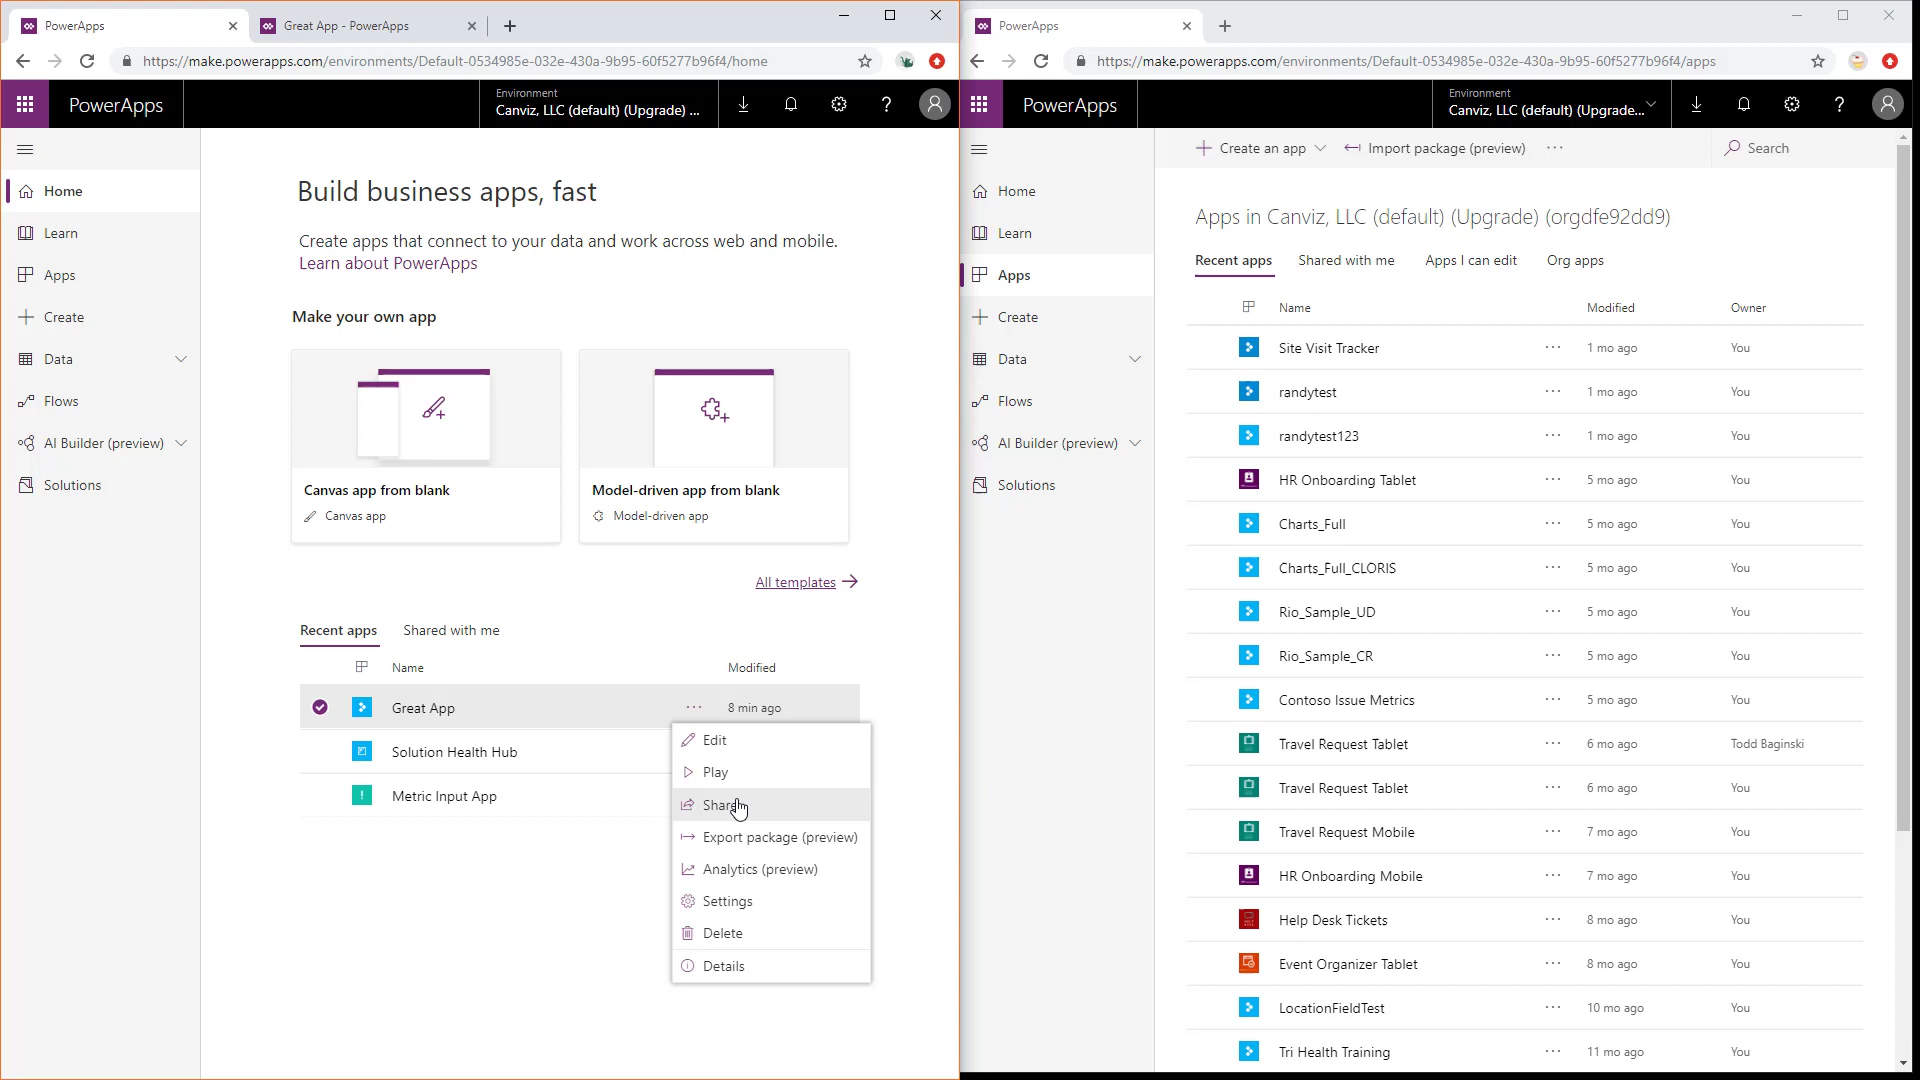 PowerApps
Great App - PowerApps
https://make.powerapps.com/environments/Default-0534985e-032e-430a-9b95-60f5277b96f4/home
PowerApps
Environment
Canviz, LLC (default) (Upgrade) ...
?
Home
Learn
Apps
Create
Data
Flows
AI Builder (preview)
Solutions
Build business apps, fast
Create apps that connect to your data and work across web and mobile.
Learn about PowerApps
Make your own app
Canvas app from blank
Canvas app
Model-driven app from blank
Model-driven app
All templates
Recent apps
Shared with me
Name
Modified
Great App
...
8 min ago
Solution Health Hub
Metric Input App
Edit
Play
Share
Export package (preview)
Analytics (preview)
Settings
Delete
Details
PowerApps
https://make.powerapps.com/environments/Default-0534985e-032e-430a-9b95-60f5277b96f4/apps
PowerApps
Environment
Canviz, LLC (default) (Upgrade...
?
Home
Learn
Apps
Create
Data
Flows
AI Builder (preview)
Solutions
Create an app
Import package (preview)
...
Search
Apps in Canviz, LLC (default) (Upgrade) (orgdfe92dd9)
Recent apps
Shared with me
Apps I can edit
Org apps
Name Modified Owner
Site Visit Tracker ... 1 mo ago You
randytest ... 1 mo ago You
randytest123 ... 1 mo ago You
HR Onboarding Tablet ... 5 mo ago You
Charts_Full ... 5 mo ago You
Charts_Full_CLORIS ... 5 mo ago You
Rio_Sample_UD ... 5 mo ago You
Rio_Sample_CR ... 5 mo ago You
Contoso Issue Metrics ... 5 mo ago You
Travel Request Tablet ... 6 mo ago Todd Baginski
Travel Request Tablet ... 6 mo ago You
Travel Request Mobile ... 7 mo ago You
HR Onboarding Mobile ... 7 mo ago You
Help Desk Tickets ... 8 mo ago You
Event Organizer Tablet ... 8 mo ago You
LocationFieldTest ... 10 mo ago You
Tri Health Training ... 11 mo ago You